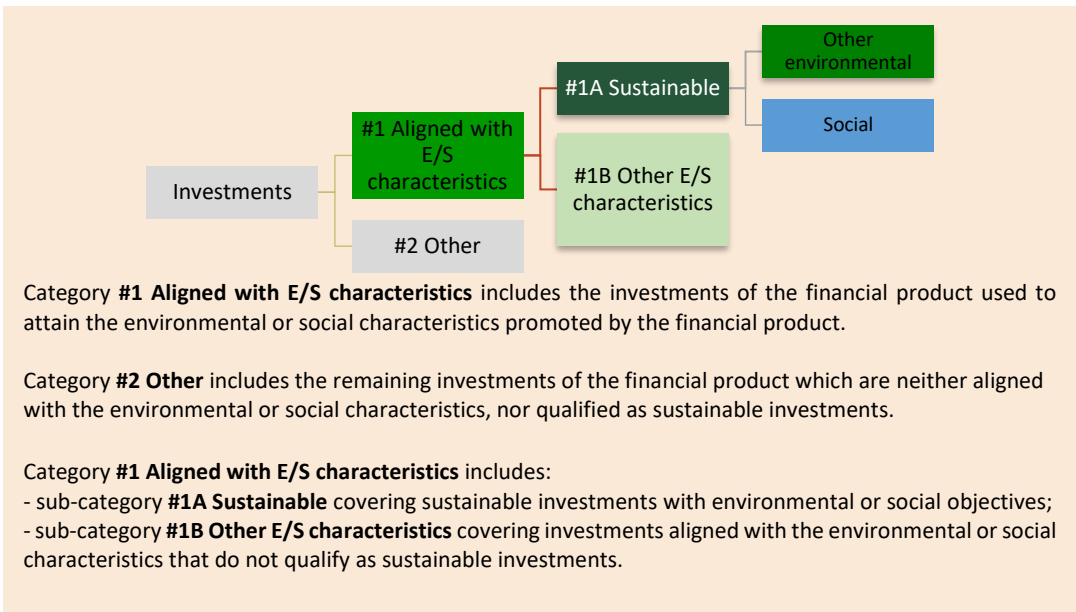 Other
environmental
#1A Sustainable
#1 Aligned with
E/S
characteristics
Social
Investments
#1B Other E/S
characteristics
#2 Other
Category #1 Aligned with E/S characteristics includes the investments of the financial product used to
attain the environmental or social characteristics promoted by the financial product.
Category #2 Other includes the remaining investments of the financial product which are neither aligned
with the environmental or social characteristics, nor qualified as sustainable investments.
Category #1 Aligned with E/S characteristics includes:
- sub-category #1A Sustainable covering sustainable investments with environmental or social objectives;
- sub-category #1B Other E/S characteristics covering investments aligned with the environmental or social
characteristics that do not qualify as sustainable investments.